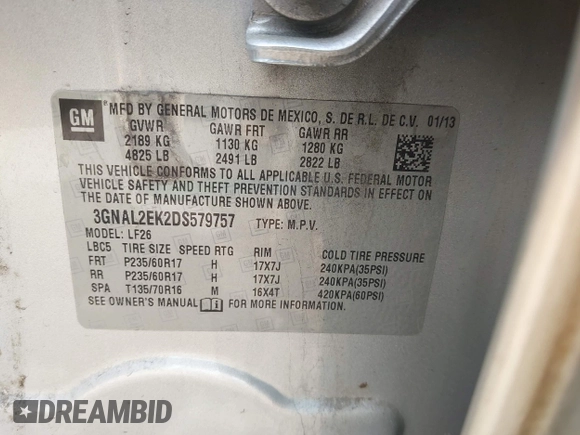 GM
®MFD BY GENERAL MOTORS DE MEXICO, S. DE R.L. DE C.V. 01/13
GVWR GAWR FRT GAWR RR
2189 KG 1130 KG 1280 KG
4825 LB 2491 LB 2822 LB
THIS VEHICLE CONFORMS TO ALL APPLICABLE U.S. FEDERAL MOTOR
VEHICLE SAFETY AND THEFT PREVENTION STANDARDS IN EFFECT ON
THE DATE OF MANUFACTURE SHOWN ABOVE.
3GNAL2EK2DS579757 TYPE: M.P.V.
MODEL: LF26
LBC5 TIRE SIZE SPEED RTG RIM COLD TIRE PRESSURE
FRT P235/60R17 H 17X7J 240KPA(35PSI)
RR P235/60R17 H 17X7J 240KPA(35PSI)
SPA T135/70R16 M 16X4T 420KPA(60PSI)
SEE OWNER'S MANUAL FOR MORE INFORMATION.
DREAMBID